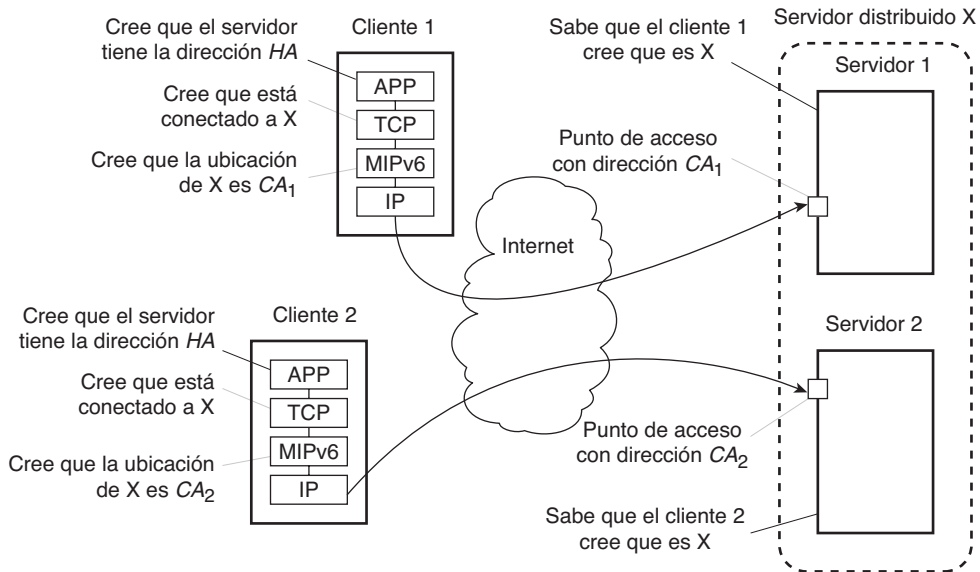 Cree que el servidor
tiene la dirección HA
Cliente 1
Cree que está
conectado a X
Cree que la ubicación
de X es CA1
APP
TCP
MIPv6
IP
Internet
Servidor distribuido X
Sabe que el cliente 1
cree que es X
Servidor 1
Punto de acceso
con dirección CA1
Cree que el servidor
tiene la dirección HA
Cliente 2
Cree que está
conectado a X
Cree que la ubicación
de X es CA2
APP
TCP
MIPv6
IP
Servidor 2
Punto de acceso
con dirección CA2
Sabe que el cliente 2
cree que es X